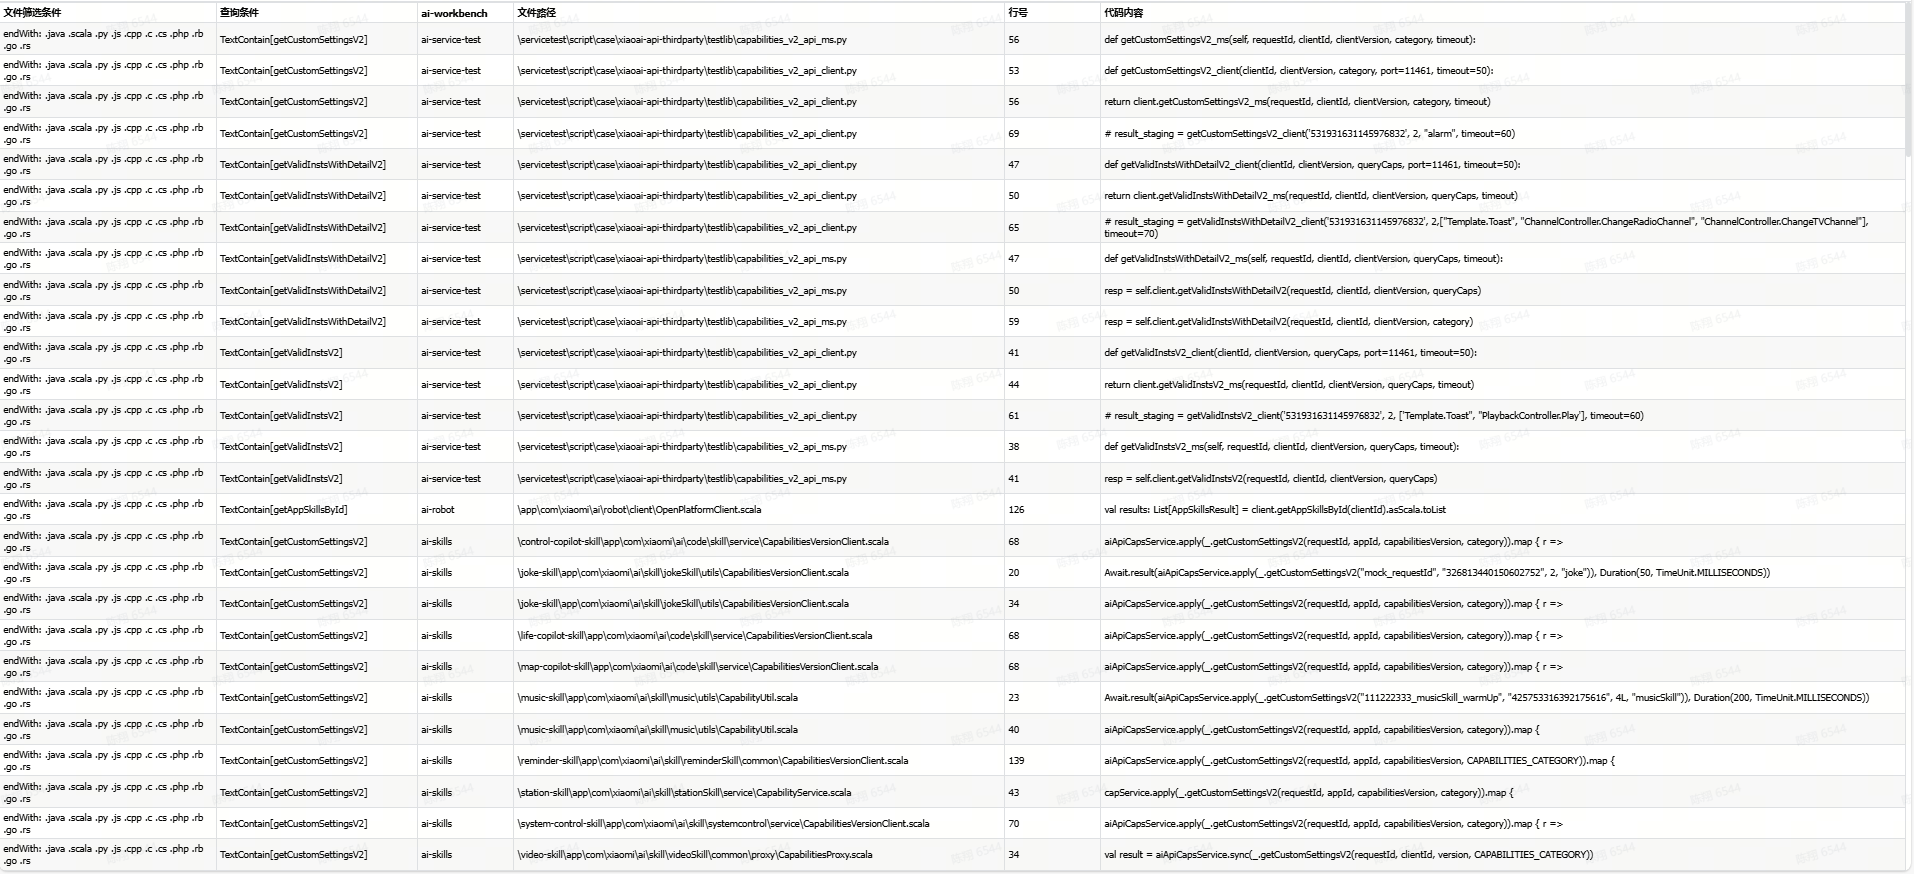 文件筛选条件 查询条件 ai-workbench 文件路径 行号 代码内容
endWith: .java .scala .py .js .cpp .c .cs .php .rb .go .rs TextContain[getCustomSettingsV2] ai-service-test \servicetest\script\case\xiaoai-api-thirdparty\testlib\capabilities_v2_api_ms.py 56 def getCustomSettingsV2_ms(self, requestId, clientId, clientVersion, category, timeout):
endWith: .java .scala .py .js .cpp .c .cs .php .rb .go .rs TextContain[getCustomSettingsV2] ai-service-test \servicetest\script\case\xiaoai-api-thirdparty\testlib\capabilities_v2_api_client.py 53 def getCustomSettingsV2_client(clientId, clientVersion, category, port=11461, timeout=50):
endWith: .java .scala .py .js .cpp .c .cs .php .rb .go .rs TextContain[getCustomSettingsV2] ai-service-test \servicetest\script\case\xiaoai-api-thirdparty\testlib\capabilities_v2_api_client.py 56 return client.getCustomSettingsV2_ms(requestId, clientId, clientVersion, category, timeout)
endWith: .java .scala .py .js .cpp .c .cs .php .rb .go .rs TextContain[getCustomSettingsV2] ai-service-test \servicetest\script\case\xiaoai-api-thirdparty\testlib\capabilities_v2_api_client.py 69 # result_staging = getCustomSettingsV2_client('531931631145976832', 2, "alarm", timeout=60)
endWith: .java .scala .py .js .cpp .c .cs .php .rb .go .rs TextContain[getValidInstsWithDetailV2] ai-service-test \servicetest\script\case\xiaoai-api-thirdparty\testlib\capabilities_v2_api_client.py 47 def getValidInstsWithDetailV2_client(clientId, clientVersion, queryCaps, port=11461, timeout=50):
endWith: .java .scala .py .js .cpp .c .cs .php .rb .go .rs TextContain[getValidInstsWithDetailV2] ai-service-test \servicetest\script\case\xiaoai-api-thirdparty\testlib\capabilities_v2_api_client.py 50 return client.getValidInstsWithDetailV2_ms(requestId, clientId, clientVersion, queryCaps, timeout)
endWith: .java .scala .py .js .cpp .c .cs .php .rb .go .rs TextContain[getValidInstsWithDetailV2] ai-service-test \servicetest\script\case\xiaoai-api-thirdparty\testlib\capabilities_v2_api_client.py 65 # result_staging = getValidInstsWithDetailV2_client('531931631145976832', 2,["Template.Toast", "ChannelController.ChangeRadioChannel", "ChannelController.ChangeTVChannel"], timeout=70)
endWith: .java .scala .py .js .cpp .c .cs .php .rb .go .rs TextContain[getValidInstsWithDetailV2] ai-service-test \servicetest\script\case\xiaoai-api-thirdparty\testlib\capabilities_v2_api_ms.py 47 def getValidInstsWithDetailV2_ms(self, requestId, clientId, clientVersion, queryCaps, timeout):
endWith: .java .scala .py .js .cpp .c .cs .php .rb .go .rs TextContain[getValidInstsWithDetailV2] ai-service-test \servicetest\script\case\xiaoai-api-thirdparty\testlib\capabilities_v2_api_ms.py 50 resp = self.client.getValidInstsWithDetailV2(requestId, clientId, clientVersion, queryCaps)
endWith: .java .scala .py .js .cpp .c .cs .php .rb .go .rs TextContain[getValidInstsWithDetailV2] ai-service-test \servicetest\script\case\xiaoai-api-thirdparty\testlib\capabilities_v2_api_ms.py 59 resp = self.client.getValidInstsWithDetailV2(requestId, clientId, clientVersion, category)
endWith: .java .scala .py .js .cpp .c .cs .php .rb .go .rs TextContain[getValidInstsV2] ai-service-test \servicetest\script\case\xiaoai-api-thirdparty\testlib\capabilities_v2_api_client.py 41 def getValidInstsV2_client(clientId, clientVersion, queryCaps, port=11461, timeout=50):
endWith: .java .scala .py .js .cpp .c .cs .php .rb .go .rs TextContain[getValidInstsV2] ai-service-test \servicetest\script\case\xiaoai-api-thirdparty\testlib\capabilities_v2_api_client.py 44 return client.getValidInstsV2_ms(requestId, clientId, clientVersion, queryCaps, timeout)
endWith: .java .scala .py .js .cpp .c .cs .php .rb .go .rs TextContain[getValidInstsV2] ai-service-test \servicetest\script\case\xiaoai-api-thirdparty\testlib\capabilities_v2_api_client.py 61 # result_staging = getValidInstsV2_client('531931631145976832', 2, ['Template.Toast", "PlaybackController.Play'], timeout=60)
endWith: .java .scala .py .js .cpp .c .cs .php .rb .go .rs TextContain[getValidInstsV2] ai-service-test \servicetest\script\case\xiaoai-api-thirdparty\testlib\capabilities_v2_api_ms.py 38 def getValidInstsV2_ms(self, requestId, clientId, clientVersion, queryCaps, timeout):
endWith: .java .scala .py .js .cpp .c .cs .php .rb .go .rs TextContain[getValidInstsV2] ai-service-test \servicetest\script\case\xiaoai-api-thirdparty\testlib\capabilities_v2_api_ms.py 41 resp = self.client.getValidInstsV2(requestId, clientId, clientVersion, queryCaps)
endWith: .java .scala .py .js .cpp .c .cs .php .rb .go .rs TextContain[getAppSkillsById] ai-robot \app\com\xiaomi\ai\robot\client\OpenPlatformClient.scala 126 val results: List[AppSkillsResult] = client.getAppSkillsById(clientId).asScala.toList
endWith: .java .scala .py .js .cpp .c .cs .php .rb .go .rs TextContain[getCustomSettingsV2] ai-skills \control-copilot-skill\app\com\xiaomi\ai\code\skill\service\CapabilitiesVersionClient.scala 68 aiApiCapsService.apply(_.getCustomSettingsV2(requestId, appId, capabilitiesVersion, category)).map { r =>
endWith: .java .scala .py .js .cpp .c .cs .php .rb .go .rs TextContain[getCustomSettingsV2] ai-skills \joke-skill\app\com\xiaomi\ai\skill\jokeSkill\utils\CapabilitiesVersionClient.scala 20 Await.result(aiApiCapsService.apply(_.getCustomSettingsV2("mock_requestId", "326813440150602752", 2, "joke")), Duration(50, TimeUnit.MILLISECONDS))
endWith: .java .scala .py .js .cpp .c .cs .php .rb .go .rs TextContain[getCustomSettingsV2] ai-skills \joke-skill\app\com\xiaomi\ai\skill\jokeSkill\utils\CapabilitiesVersionClient.scala 34 aiApiCapsService.apply(_.getCustomSettingsV2(requestId, appId, capabilitiesVersion, category)).map { r =>
endWith: .java .scala .py .js .cpp .c .cs .php .rb .go .rs TextContain[getCustomSettingsV2] ai-skills \life-copilot-skill\app\com\xiaomi\ai\code\skill\service\CapabilitiesVersionClient.scala 68 aiApiCapsService.apply(_.getCustomSettingsV2(requestId, appId, capabilitiesVersion, category)).map { r =>
endWith: .java .scala .py .js .cpp .c .cs .php .rb .go .rs TextContain[getCustomSettingsV2] ai-skills \map-copilot-skill\app\com\xiaomi\ai\code\skill\service\CapabilitiesVersionClient.scala 68 aiApiCapsService.apply(_.getCustomSettingsV2(requestId, appId, capabilitiesVersion, category)).map { r =>
endWith: .java .scala .py .js .cpp .c .cs .php .rb .go .rs TextContain[getCustomSettingsV2] ai-skills \music-skill\app\com\xiaomi\ai\skill\music\utils\CapabilityUtil.scala 23 Await.result(aiApiCapsService.apply(_.getCustomSettingsV2("111222333_musicSkill_warmUp", "425753316392175616", 4L, "musicSkill")), Duration(200, TimeUnit.MILLISECONDS))
endWith: .java .scala .py .js .cpp .c .cs .php .rb .go .rs TextContain[getCustomSettingsV2] ai-skills \music-skill\app\com\xiaomi\ai\skill\music\utils\CapabilityUtil.scala 40 aiApiCapsService.apply(_.getCustomSettingsV2(requestId, appId, capabilitiesVersion, category)).map {
endWith: .java .scala .py .js .cpp .c .cs .php .rb .go .rs TextContain[getCustomSettingsV2] ai-skills \reminder-skill\app\com\xiaomi\ai\skill\reminderSkill\common\CapabilitiesVersionClient.scala 139 aiApiCapsService.apply(_.getCustomSettingsV2(requestId, appId, capabilitiesVersion, CAPABILITIES_CATEGORY)).map {
endWith: .java .scala .py .js .cpp .c .cs .php .rb .go .rs TextContain[getCustomSettingsV2] ai-skills \station-skill\app\com\xiaomi\ai\skill\stationSkill\service\CapabilityService.scala 43 capService.apply(_.getCustomSettingsV2(requestId, appId, capabilitiesVersion, category)).map {
endWith: .java .scala .py .js .cpp .c .cs .php .rb .go .rs TextContain[getCustomSettingsV2] ai-skills \system-control-skill\app\com\xiaomi\ai\skill\systemcontrol\service\CapabilitiesVersionClient.scala 70 aiApiCapsService.apply(_.getCustomSettingsV2(requestId, appId, capabilitiesVersion, category)).map { r =>
endWith: .java .scala .py .js .cpp .c .cs .php .rb .go .rs TextContain[getCustomSettingsV2] ai-skills \video-skill\app\com\xiaomi\ai\skill\videoSkill\common\proxy\CapabilitiesProxy.scala 34 val result = aiApiCapsService.sync(_.getCustomSettingsV2(requestId, clientId, version, CAPABILITIES_CATEGORY))